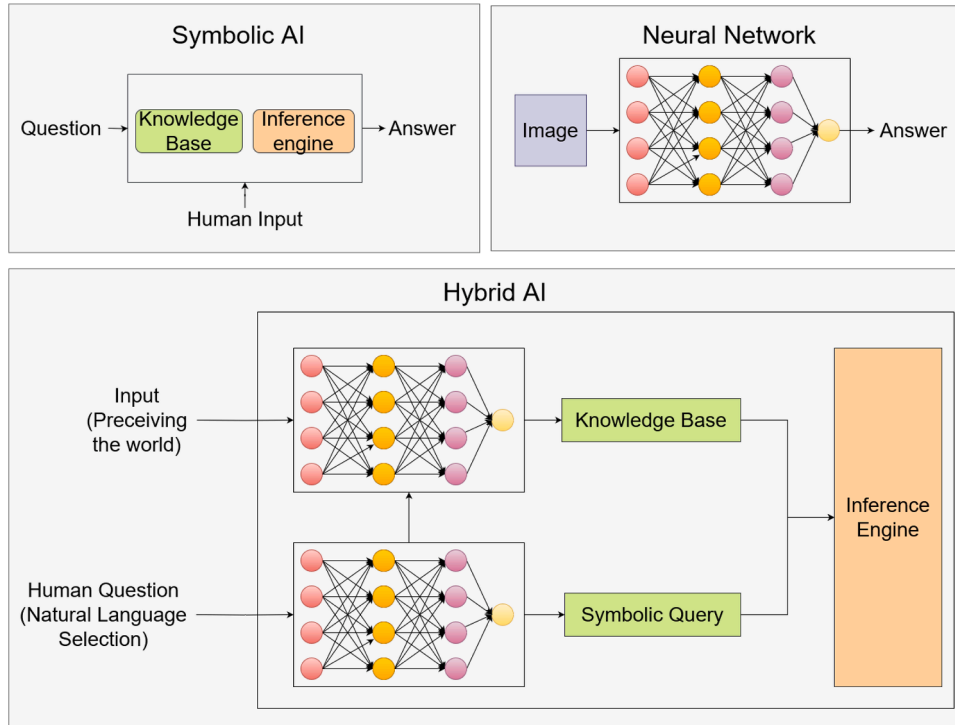 Symbolic AI
Question
Knowledge
Base
Inference
engine
Answer
Human Input
Neural Network
Image
Answer
Hybrid AI
Input
(Preceiving
the world)
Knowledge Base
Inference
Engine
Human Question
(Natural Language
Selection)
Symbolic Query